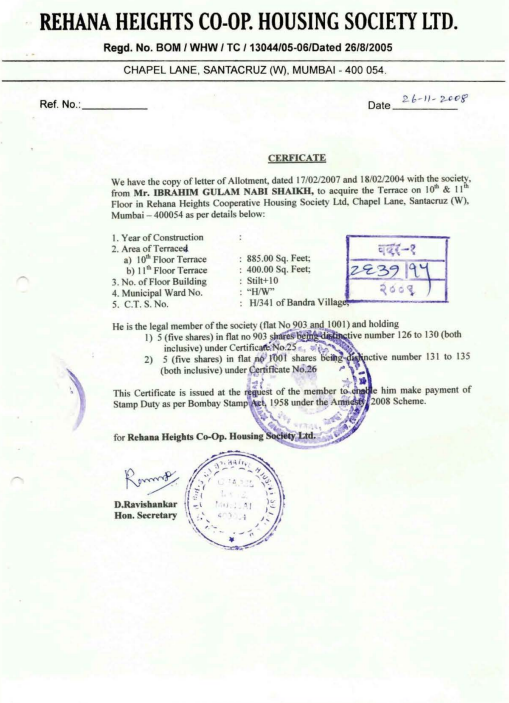 REHANA HEIGHTS CO-OP. HOUSING SOCIETY LTD.
Regd. No. BOM / WHW / TC / 13044/05-06/Dated 26/8/2005
CHAPEL LANE, SANTACRUZ (W), MUMBAI - 400 054.
Ref. No.:
Date 26-11-2008
CERFICATE
We have the copy of letter of Allotment, dated 17/02/2007 and 18/02/2004 with the society,
from Mr. IBRAHIM GULAM NABI SHAIKH, to acquire the Terrace on 10th & 11th
Floor in Rehana Heights Cooperative Housing Society Ltd, Chapel Lane, Santacruz (W),
Mumbai – 400054 as per details below:
1. Year of Construction :
2. Area of Terraced
a) 10th Floor Terrace : 885.00 Sq. Feet;
b) 11th Floor Terrace : 400.00 Sq. Feet;
3. No. of Floor Building : Stilt+10
4. Municipal Ward No. : "H/W"
5. C.T. S. No. : H/341 of Bandra Village;
He is the legal member of the society (flat No 903 and 1001) and holding
1) 5 (five shares) in flat no 903 shares being distinctive number 126 to 130 (both
inclusive) under Certificate No.25
2) 5 (five shares) in flat no 1001 shares being distinctive number 131 to 135
(both inclusive) under Certificate No.26
This Certificate is issued at the request of the member to enable him make payment of
Stamp Duty as per Bombay Stamp Act, 1958 under the Amnesty 2008 Scheme.
for Rehana Heights Co-Op. Housing Society Ltd.
D.Ravishankar
Hon. Secretary